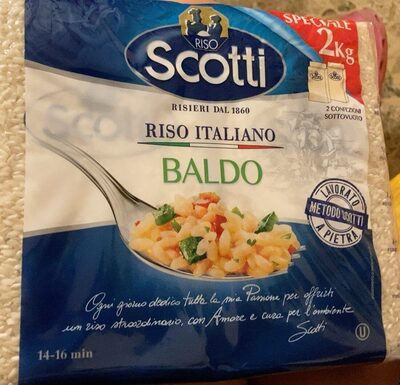 SPECIALE
2Kg
RISO
Scotti
2 CONFEZIONI
SOTTOVUOTO
RISIERI DAL 1860
RISO ITALIANO
BALDO
LAVORATO
METODO SCOTTI
A PIETRA
Ogni giorno dedico tutta la mia Passione per offrirti
un riso straordinario, con Amore e cura per l'ambiente
Scotti
14-16 min
U